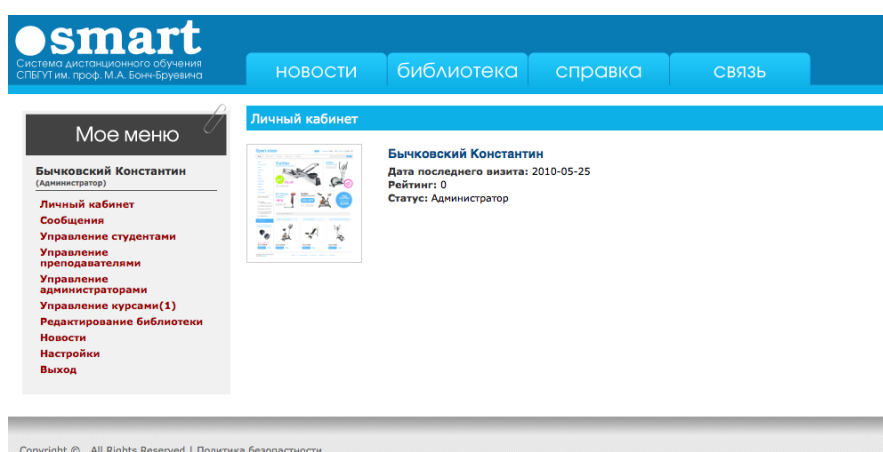 smart
Система дистанционного обучения
СПБГУТ им. проф. М.А. Бонч-Бруевича
новости библиотека справка связь
Мое меню
Бычковский Константин
(Администратор)
Личный кабинет
Сообщения
Управление студентами
Управление
преподавателями
Управление
администраторами
Управление курсами(1)
Редактирование библиотеки
Новости
Настройки
Выход
Личный кабинет
Бычковский Константин
Дата последнего визита: 2010-05-25
Рейтинг: 0
Статус: Администратор
Copyright © All Rights Reserved | Политика безопастности